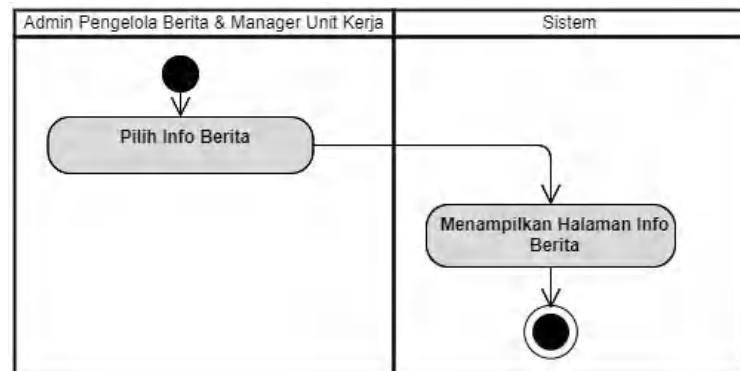 Admin Pengelola Berita & Manager Unit Kerja
Sistem
Pilih Info Berita
Menampilkan Halaman Info
Berita